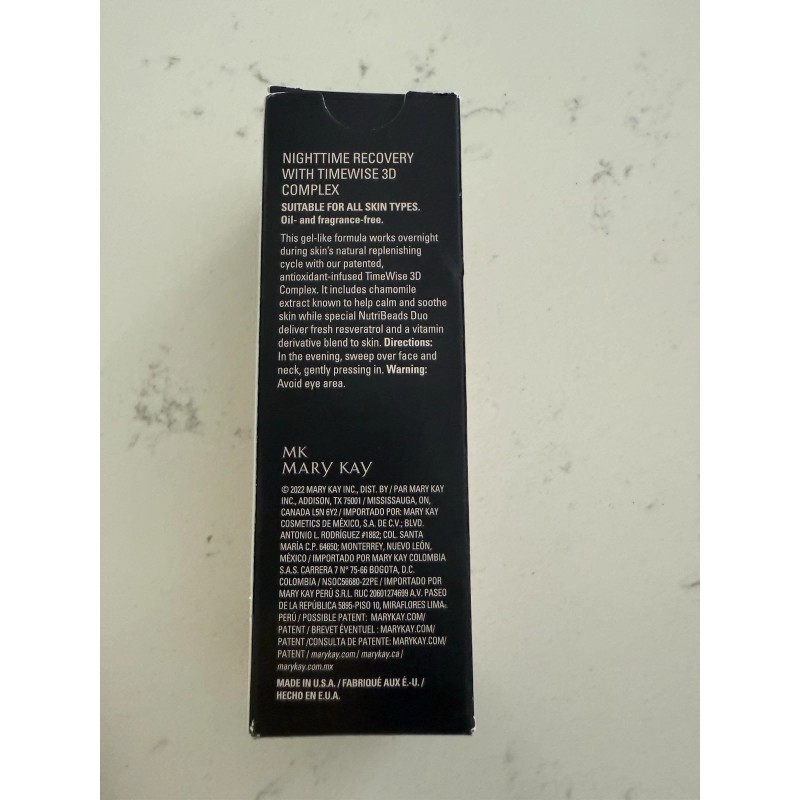 NIGHTTIME RECOVERY
WITH TIMEWISE 3D
COMPLEX
SUITABLE FOR ALL SKIN TYPES.
Oil- and fragrance-free.
This gel-like formula works overnight
during skin's natural replenishing
cycle with our patented,
antioxidant-infused TimeWise 3D
Complex. It includes chamomile
extract known to help calm and soothe
skin while special NutriBeads Duo
deliver fresh resveratrol and a vitamin
derivative blend to skin. Directions:
In the evening, sweep over face and
neck, gently pressing in. Warning:
Avoid eye area.
MK
MARY KAY
© 2022 MARY KAY INC., DIST. BY / PAR MARY KAY
INC., ADDISON, TX 75001 / MISSISSAUGA, ON,
CANADA L5N 6Y2 / IMPORTADO POR: MARY KAY
COSMETICS DE MÉXICO, S.A. DE C.V.; BLVD.
ANTONIO L. RODRÍGUEZ #1882; COL. SANTA
MARÍA C.P. 64650; MONTERREY, NUEVO LEÓN,
MÉXICO / IMPORTADO POR MARY KAY COLOMBIA
S.A.S. CARRERA 7 N° 75-66 BOGOTA, D.C.
COLOMBIA / NSOC56680-22PE / IMPORTADO POR
MARY KAY PERÚ S.R.L. RUC 20601274699 A.V. PASEO
DE LA REPÚBLICA 5895-PISO 10, MIRAFLORES LIMA.
PERÚ / POSSIBLE PATENT: MARYKAY.COM/
PATENT / BREVET ÉVENTUEL : MARYKAY.COM/
PATENT /CONSULTA DE PATENTE: MARYKAY.COM/
PATENT / marykay.com / marykay.ca /
marykay.com.mx
MADE IN U.S.A. / FABRIQUÉ AUX É.-U. /
HECHO EN E.U.A.